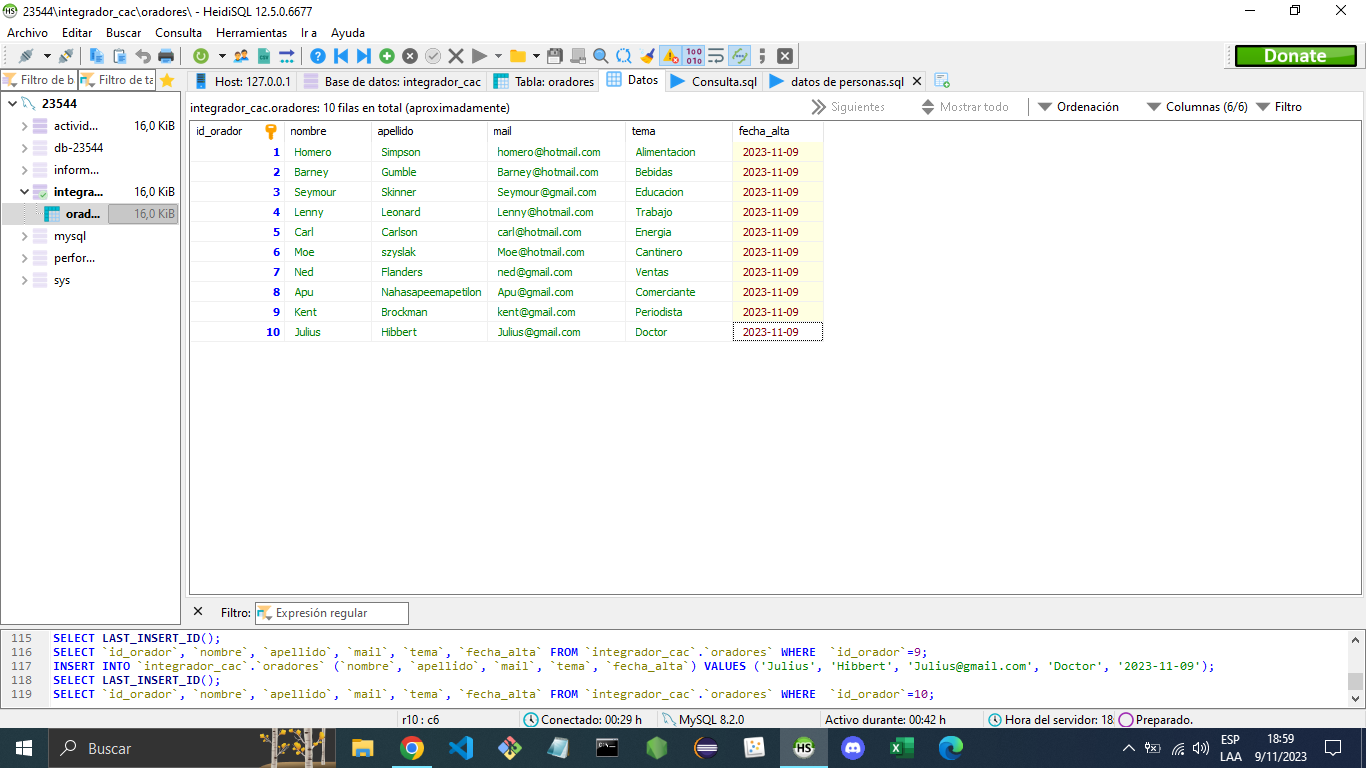 23544\integrador_cac\oradores\ - HeidiSQL 12.5.0.6677
Archivo Editar Buscar Consulta Herramientas Ir a Ayuda
Donate
Filtro de b Filtro de ta Host: 127.0.0.1 Base de datos: integrador_cac Tabla: oradores Datos Consulta.sql datos de personas.sql
23544
activid... 16,0 KiB
db-23544
inform...
integra... 16,0 KiB
orad... 16,0 KiB
mysql
perfor...
sys
integrador_cac.oradores: 10 filas en total (aproximadamente) Siguientes Mostrar todo Ordenación Columnas (6/6) Filtro
id_orador nombre apellido mail tema fecha_alta
1 Homero Simpson homero@hotmail.com Alimentacion 2023-11-09
2 Barney Gumble Barney@hotmail.com Bebidas 2023-11-09
3 Seymour Skinner Seymour@gmail.com Educacion 2023-11-09
4 Lenny Leonard Lenny@hotmail.com Trabajo 2023-11-09
5 Carl Carlson carl@hotmail.com Energia 2023-11-09
6 Moe szyslak Moe@hotmail.com Cantinero 2023-11-09
7 Ned Flanders ned@gmail.com Ventas 2023-11-09
8 Apu Nahasapeemapetilon Apu@gmail.com Comerciante 2023-11-09
9 Kent Brockman kent@gmail.com Periodista 2023-11-09
10 Julius Hibbert Julius@gmail.com Doctor 2023-11-09
Filtro: Expresión regular
115 SELECT LAST_INSERT_ID();
116 SELECT `id_orador`, `nombre`, `apellido`, `mail`, `tema`, `fecha_alta` FROM `integrador_cac`.`oradores` WHERE  `id_orador`=9;
117 INSERT INTO `integrador_cac`.`oradores` (`nombre`, `apellido`, `mail`, `tema`, `fecha_alta`) VALUES ('Julius', 'Hibbert', 'Julius@gmail.com', 'Doctor', '2023-11-09');
118 SELECT LAST_INSERT_ID();
119 SELECT `id_orador`, `nombre`, `apellido`, `mail`, `tema`, `fecha_alta` FROM `integrador_cac`.`oradores` WHERE  `id_orador`=10;
r10 : c6 Conectado: 00:29 h MySQL 8.2.0 Activo durante: 00:42 h Hora del servidor: 18 Preparado.
Buscar
ESP 18:59
LAA 9/11/2023